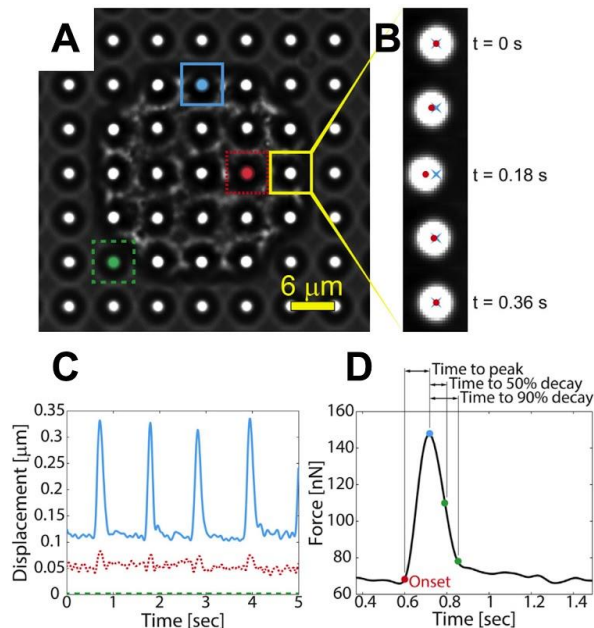 A
B
t = 0 s
t = 0.18 s
t = 0.36 s
6 μm
C
Displacement [μm]
0.35
0.3
0.25
0.2
0.15
0.1
0.05
0
0 1 2 3 4 5
Time [sec]
D
Time to peak
Time to 50% decay
Time to 90% decay
Force [nN]
160
140
120
100
80
60
Onset
0.4 0.6 0.8 1 1.2 1.4
Time [sec]